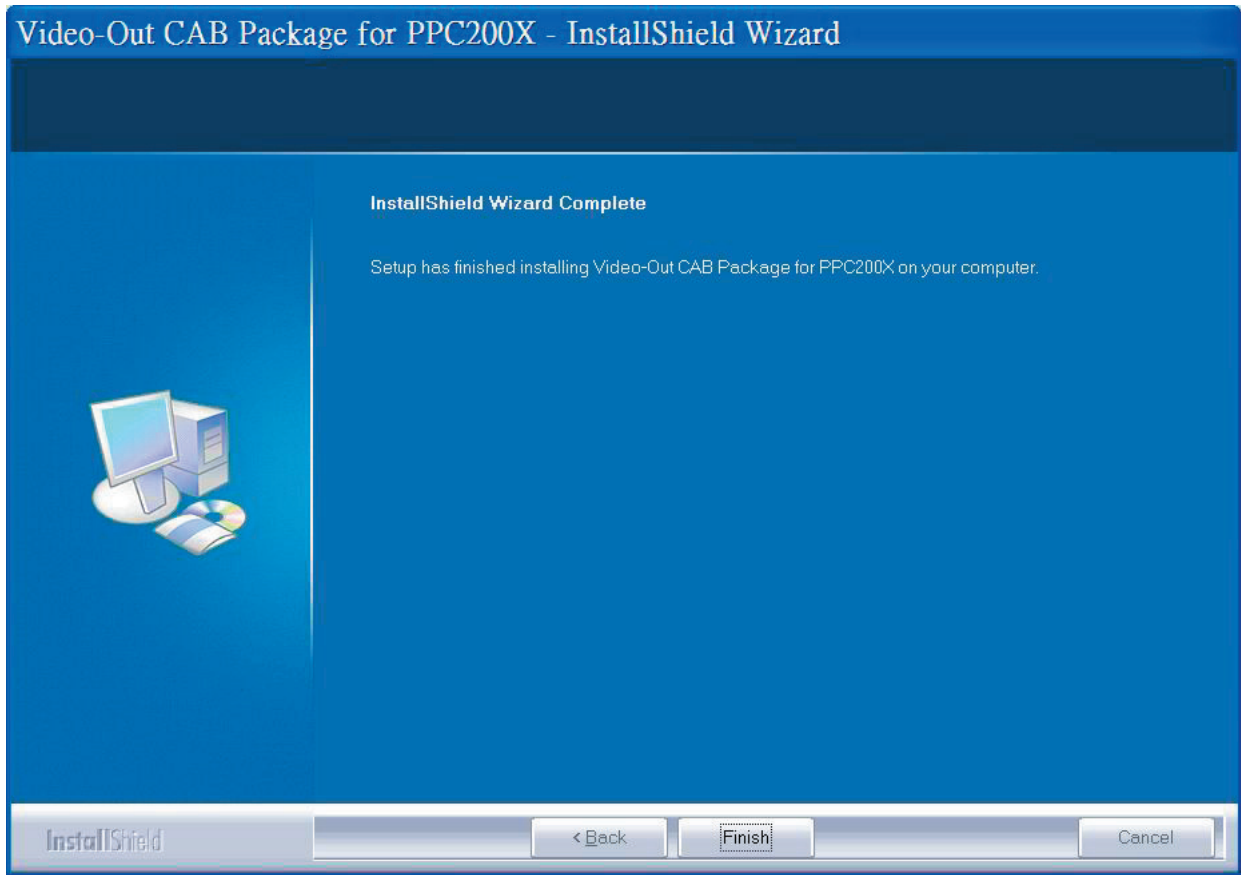 Video-Out CAB Package for PPC200X - InstallShield Wizard
InstallShield Wizard Complete
Setup has finished installing Video-Out CAB Package for PPC200X on your computer.
InstallShield
< Back
Finish
Cancel